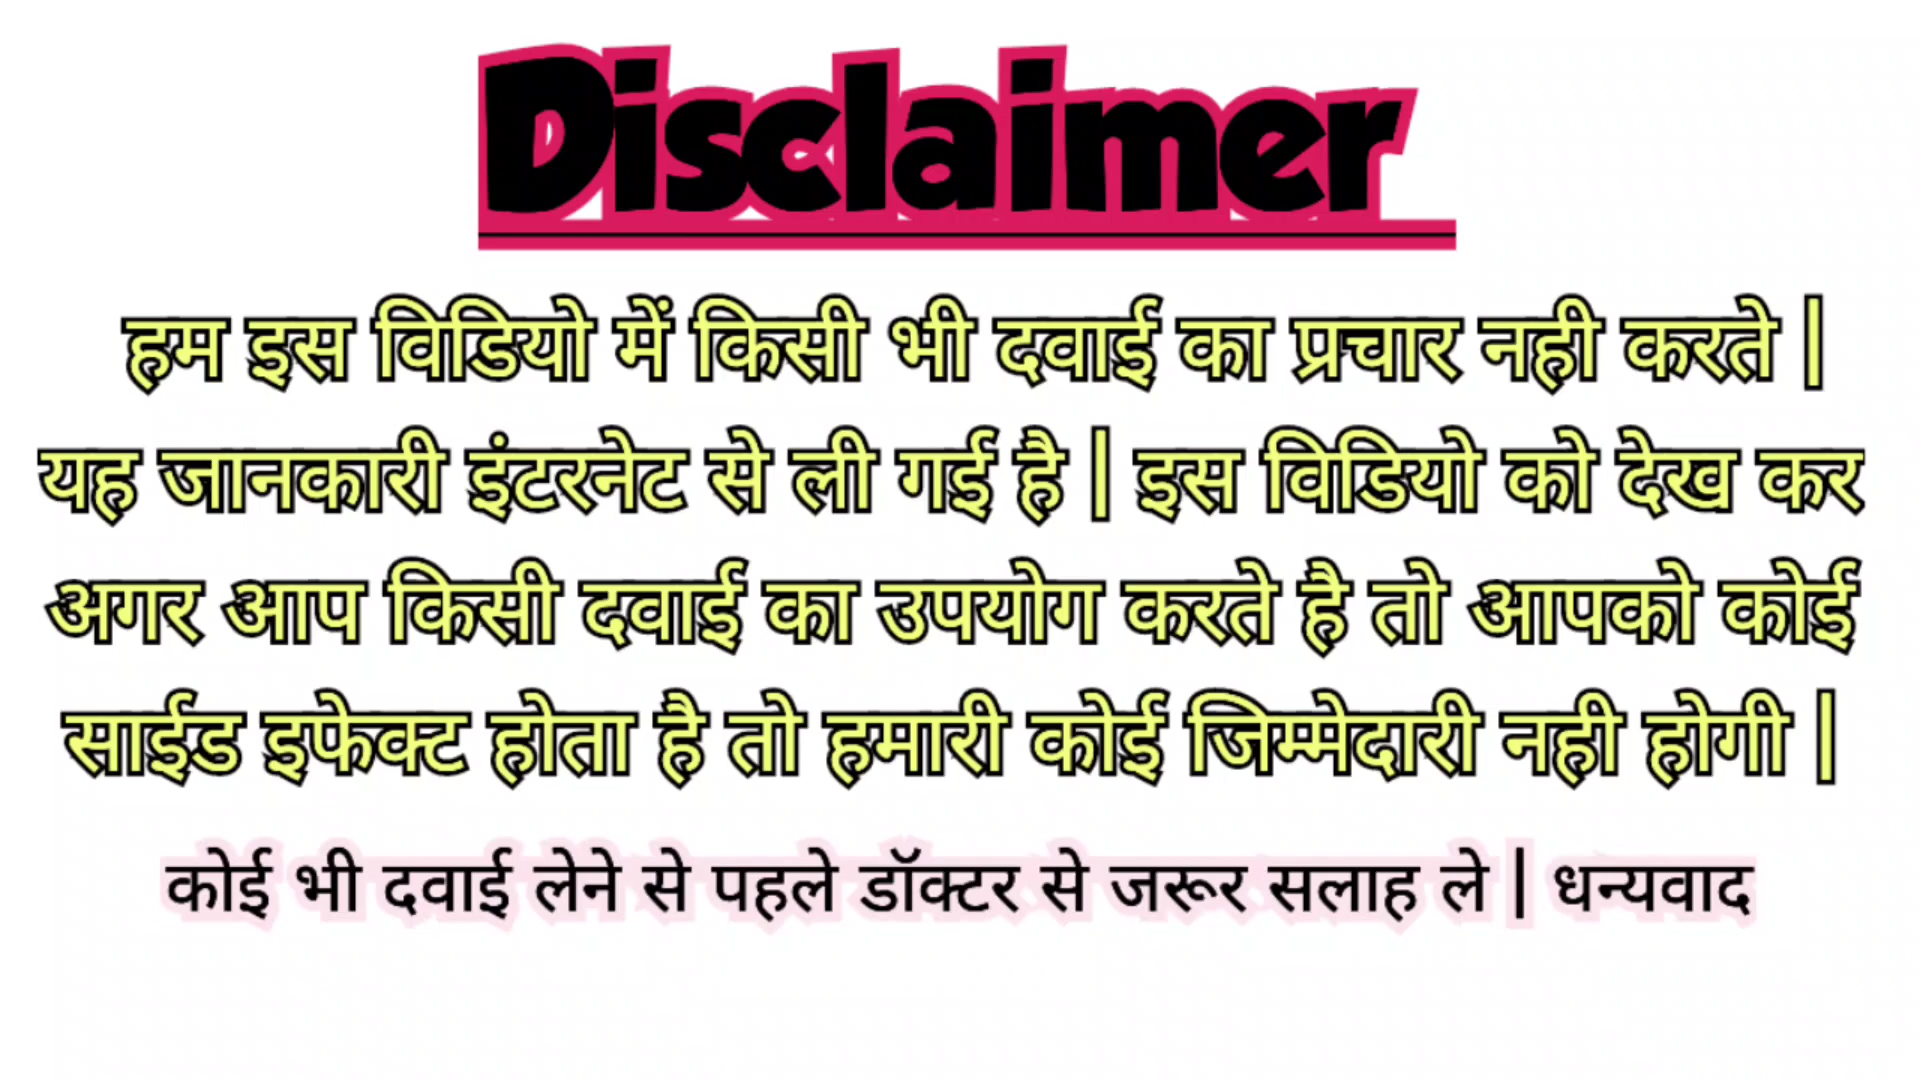 Disclaimer
हम इस विडियो में किसी भी दवाई का प्रचार नही करते |
यह जानकारी इंटरनेट से ली गई है | इस विडियो को देख कर
अगर आप किसी दवाई का उपयोग करते है तो आपको कोई
साईड इफेक्ट होता है तो हमारी कोई जिम्मेदारी नही होगी |
कोई भी दवाई लेने से पहले डॉक्टर से जरूर सलाह ले | धन्यवाद